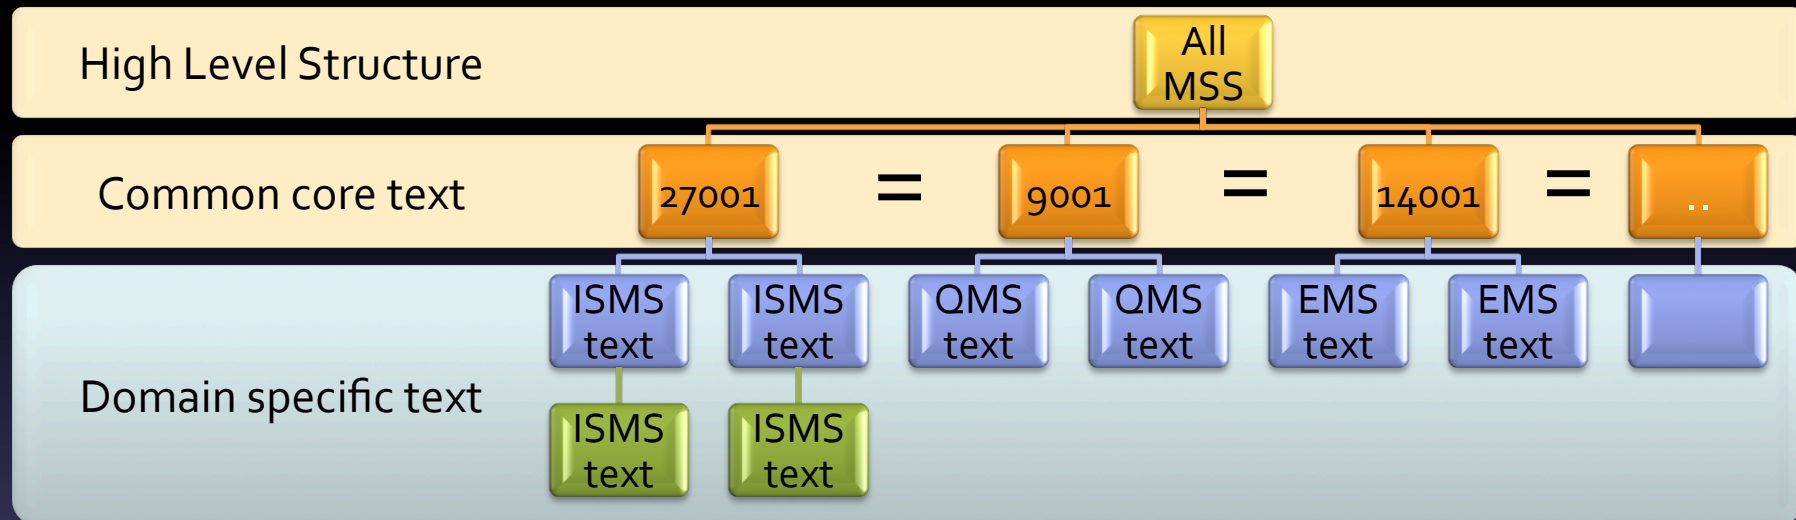 High Level Structure
All
MSS
Common core text
27001
=
9001
=
14001
=
..
ISMS
text
ISMS
text
QMS
text
QMS
text
EMS
text
EMS
text
Domain specific text
ISMS
text
ISMS
text